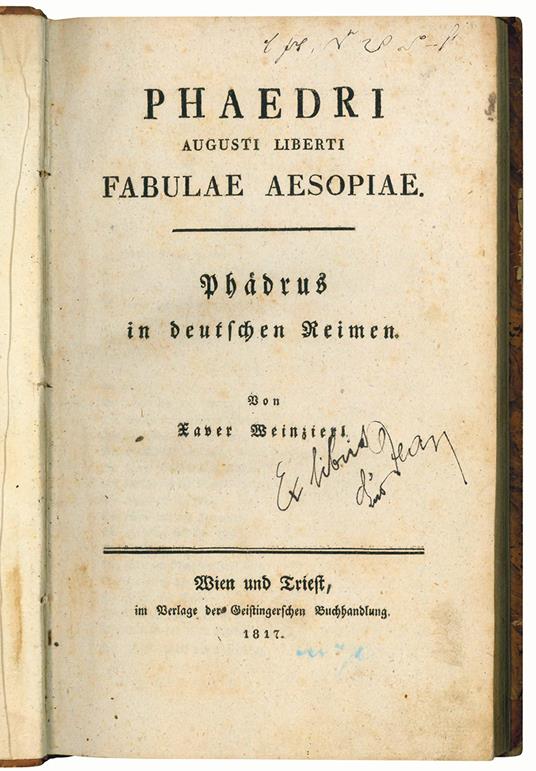 PHAEDRI
AUGUSTI LIBERTI
FABULAE AESOPIAE.
Phädrus
in deutſchen Reimen.
Von
Xaver Weinzierl
Ex libris
Wien und Trieſt,
im Verlage der Geiſtingerſchen Buchhandlung.
1817.